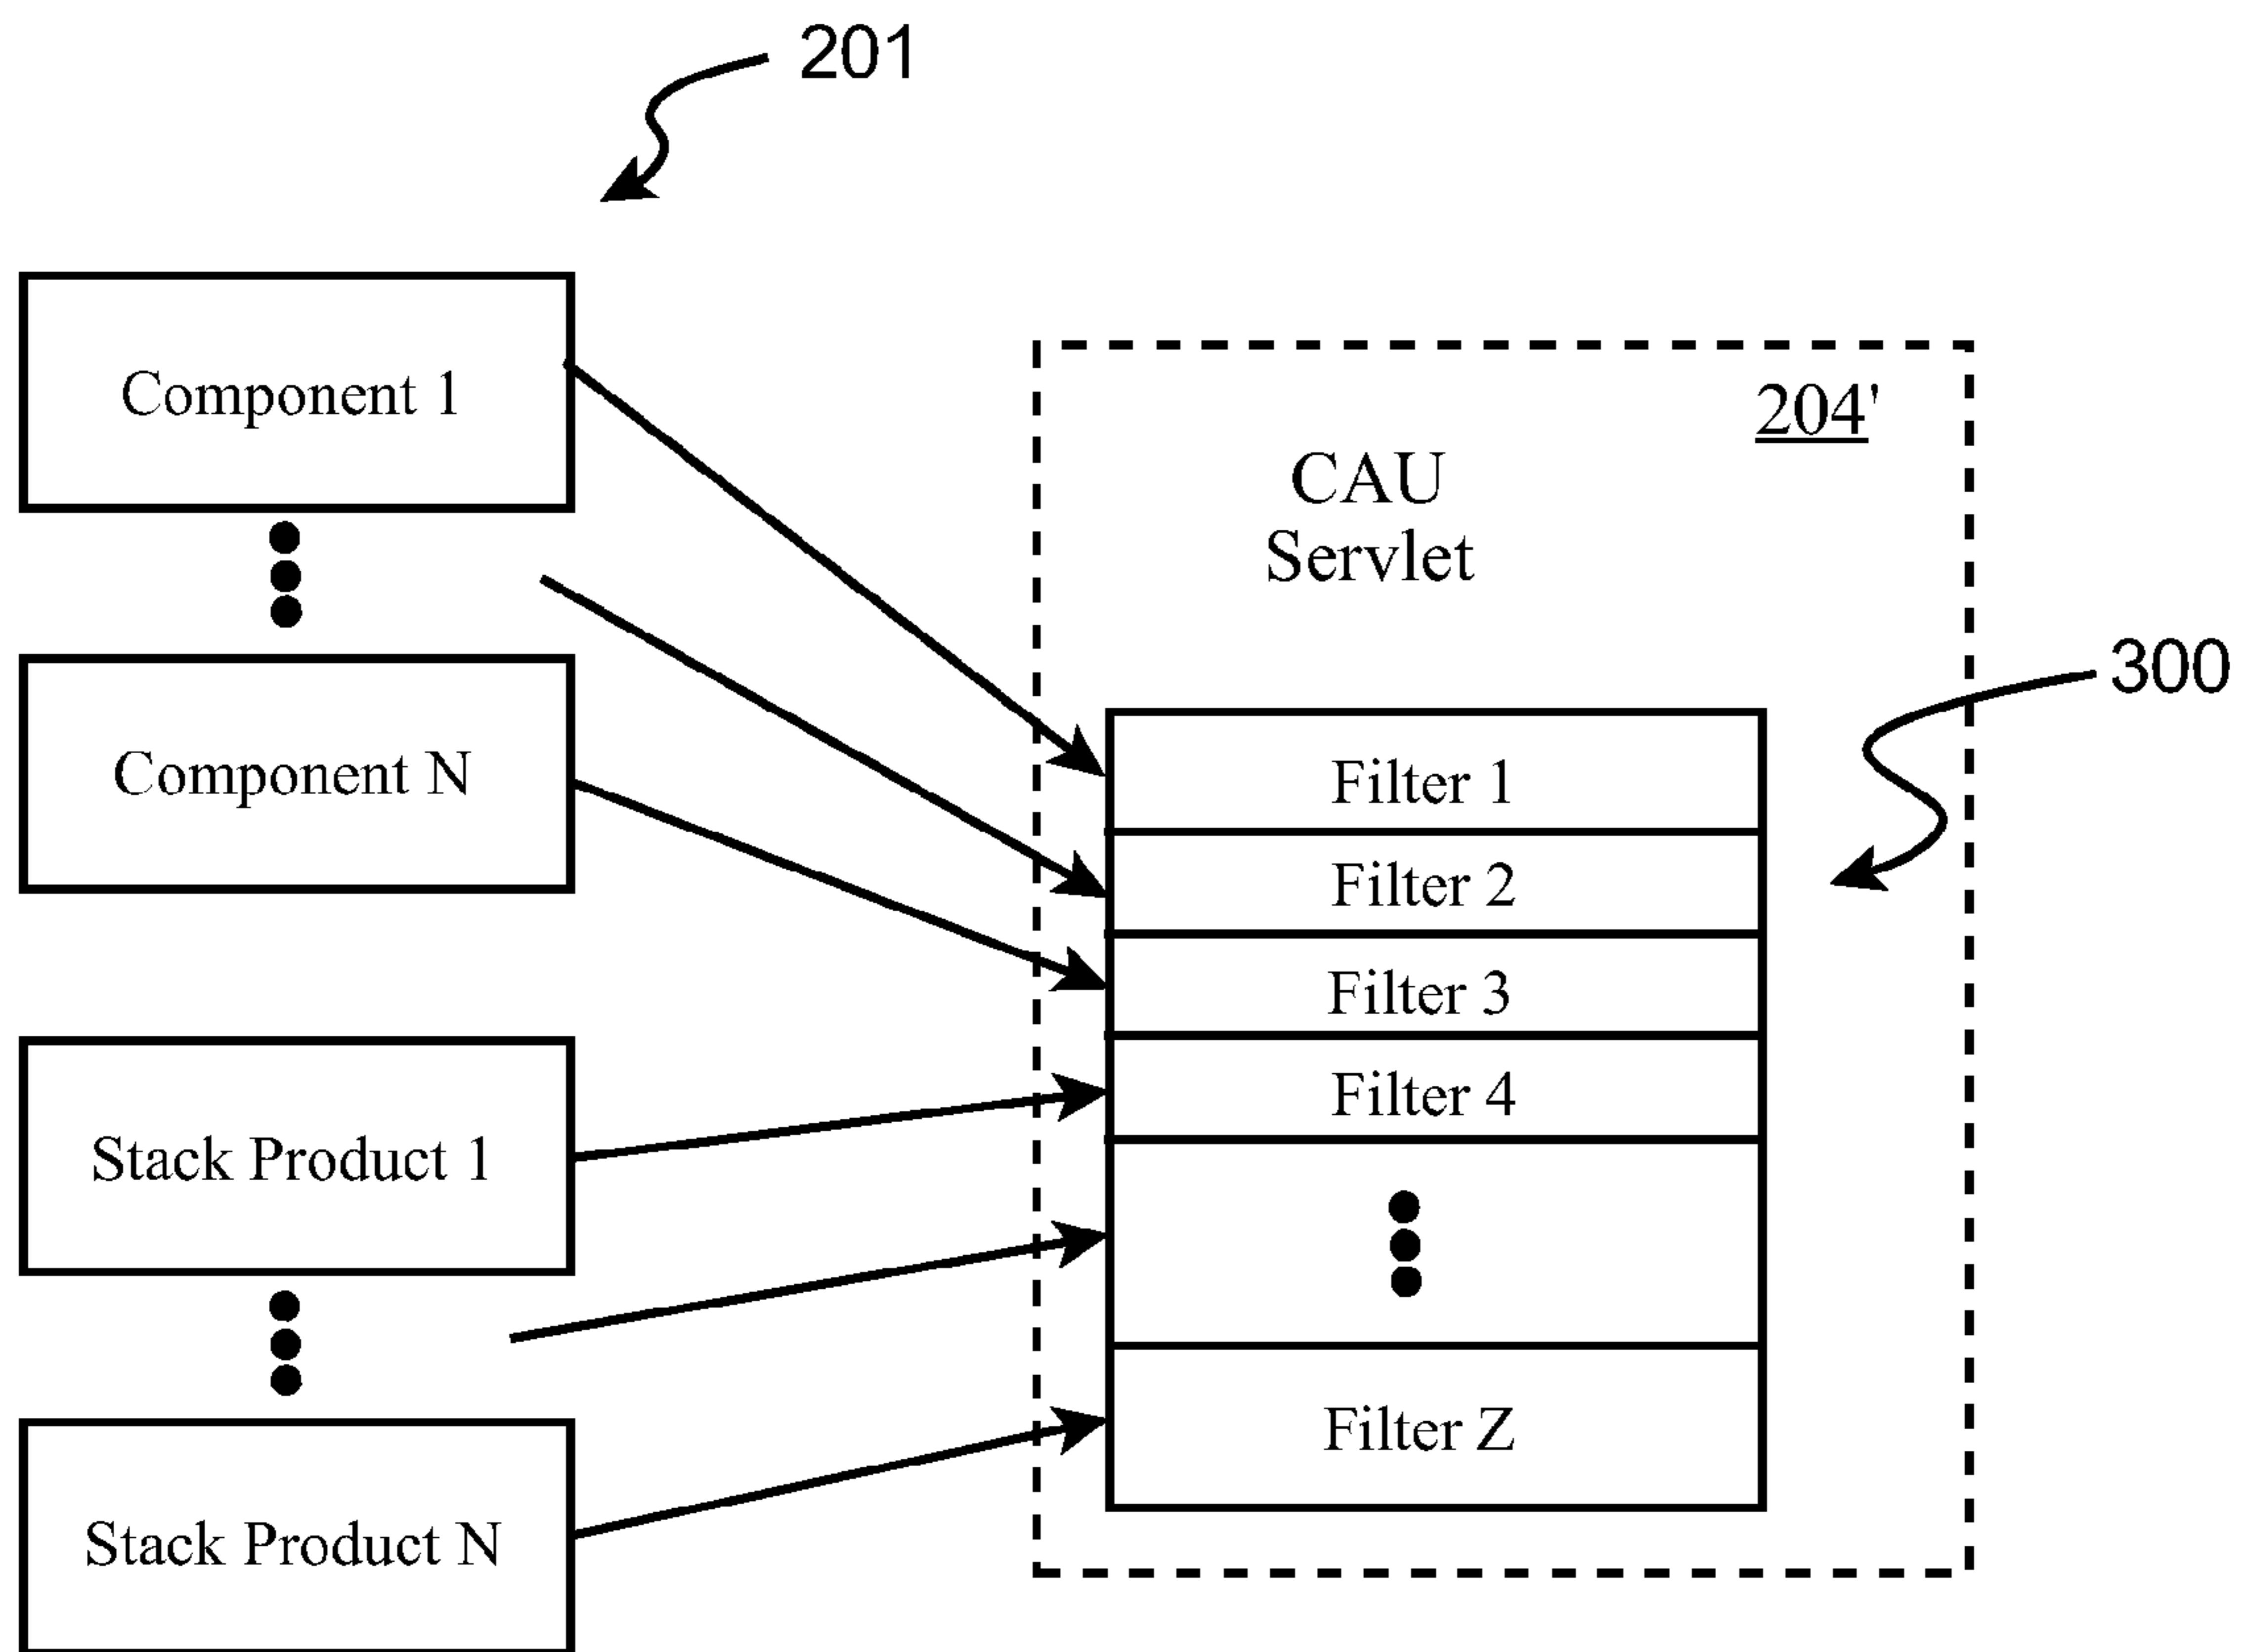 201
Component 1
Component N
Stack Product 1
Stack Product N
204'
CAU
Servlet
300
Filter 1
Filter 2
Filter 3
Filter 4
Filter Z